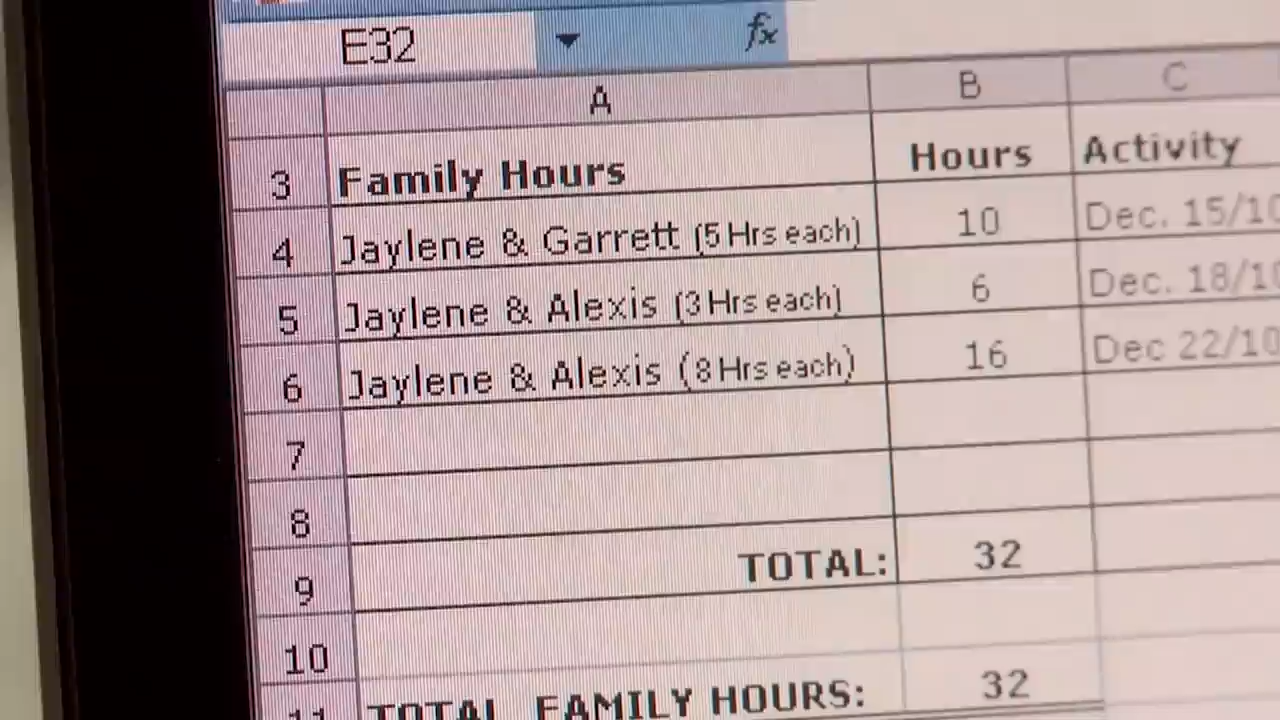 E32 fx
A B C
3 Family Hours Hours Activity
4 Jaylene & Garrett (5 Hrs each) 10 Dec. 15/10
5 Jaylene & Alexis (3 Hrs each) 6 Dec. 18/10
6 Jaylene & Alexis (8 Hrs each) 16 Dec 22/10
7
8
9 TOTAL: 32
10
11 TOTAL FAMILY HOURS: 32